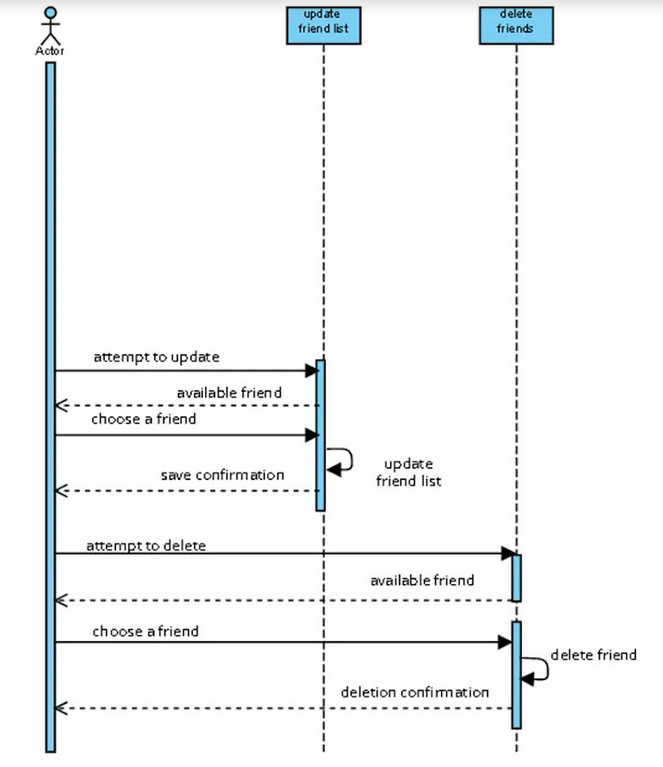 Actor
update
friend list
delete
friends
attempt to update
available friend
choose a friend
update
friend list
save confirmation
attempt to delete
available friend
choose a friend
delete friend
deletion confirmation